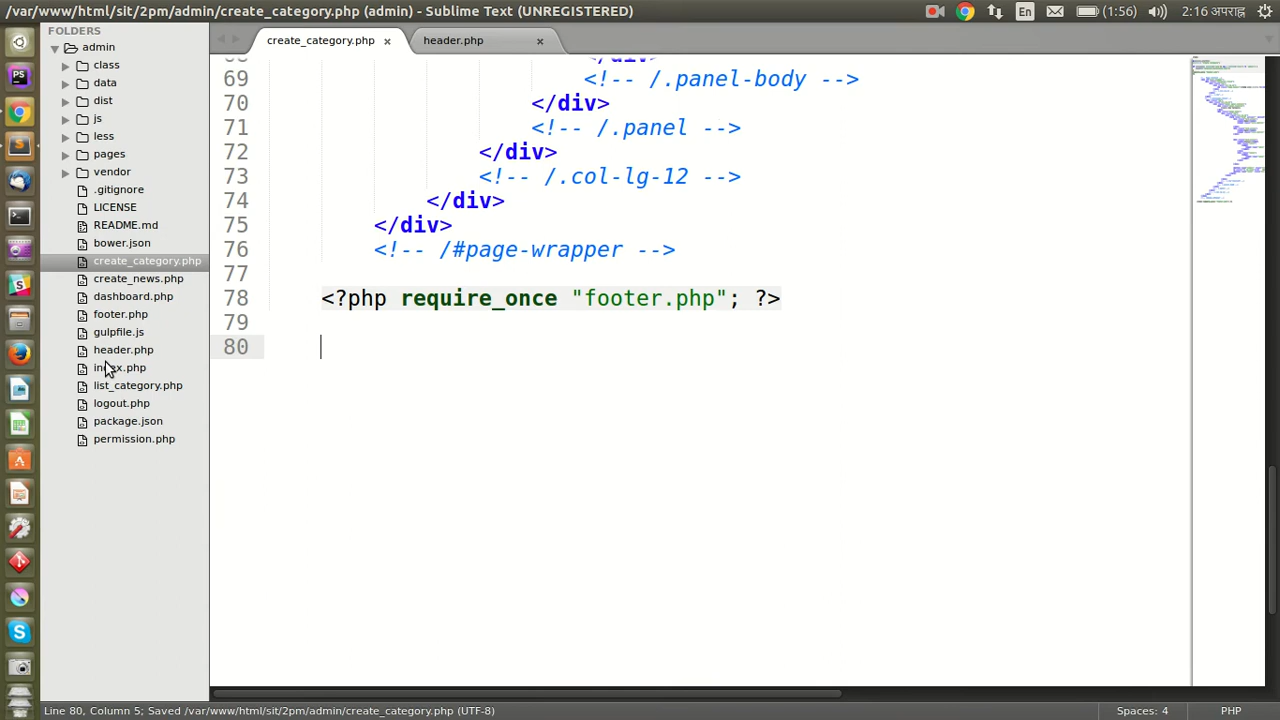 /var/www/html/sit/2pm/admin/create_category.php (admin) - Sublime Text (UNREGISTERED)
En
(1:56)
2:16 अपराह्न
FOLDERS
admin
class
data
dist
js
less
pages
vendor
.gitignore
LICENSE
README.md
bower.json
create_category.php
create_news.php
dashboard.php
footer.php
gulpfile.js
header.php
index.php
list_category.php
logout.php
package.json
permission.php
create_category.php ×
header.php ×
68 </div>
69 <!-- /.panel-body -->
70 </div>
71 <!-- /.panel -->
72 </div>
73 <!-- /.col-lg-12 -->
74 </div>
75 </div>
76 <!-- /#page-wrapper -->
77
78 <?php require_once "footer.php"; ?>
79
80
Line 80, Column 5; Saved /var/www/html/sit/2pm/admin/create_category.php (UTF-8)
Spaces: 4
PHP